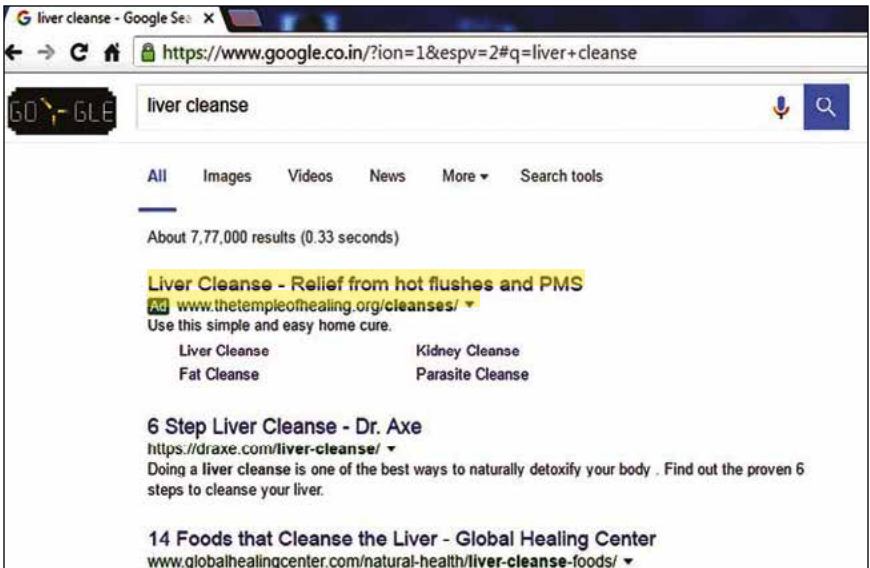 liver cleanse - Google Sea
https://www.google.co.in/?ion=1&espv=2#q=liver+cleanse
GO GLE
liver cleanse
All Images Videos News More Search tools
About 7,77,000 results (0.33 seconds)
Liver Cleanse - Relief from hot flushes and PMS
Ad www.thetempleofhealing.org/cleanses/
Use this simple and easy home cure.
Liver Cleanse Kidney Cleanse
Fat Cleanse Parasite Cleanse
6 Step Liver Cleanse - Dr. Axe
https://draxe.com/liver-cleanse/
Doing a liver cleanse is one of the best ways to naturally detoxify your body . Find out the proven 6
steps to cleanse your liver.
14 Foods that Cleanse the Liver - Global Healing Center
www.globalhealingcenter.com/natural-health/liver-cleanse-foods/